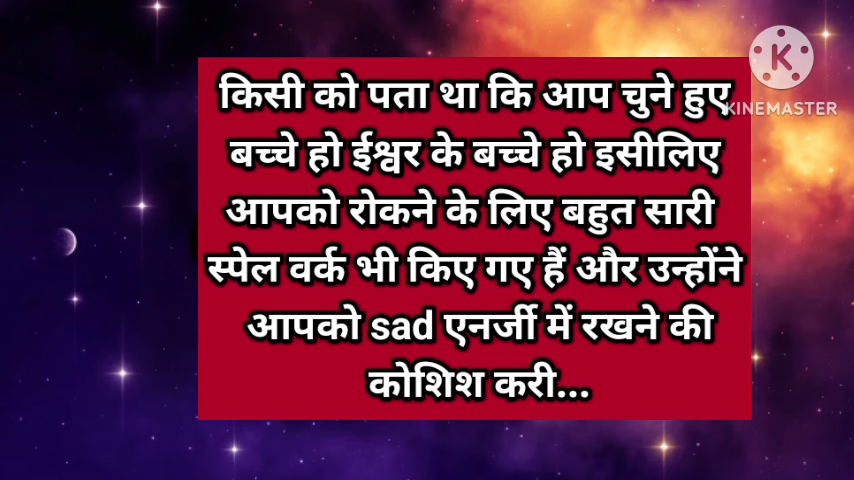 किसी को पता था कि आप चुने हुए
बच्चे हो ईश्वर के बच्चे हो इसीलिए
आपको रोकने के लिए बहुत सारी
स्पेल वर्क भी किए गए हैं और उन्होंने
आपको sad एनर्जी में रखने की
कोशिश करी...
K
KINEMASTER